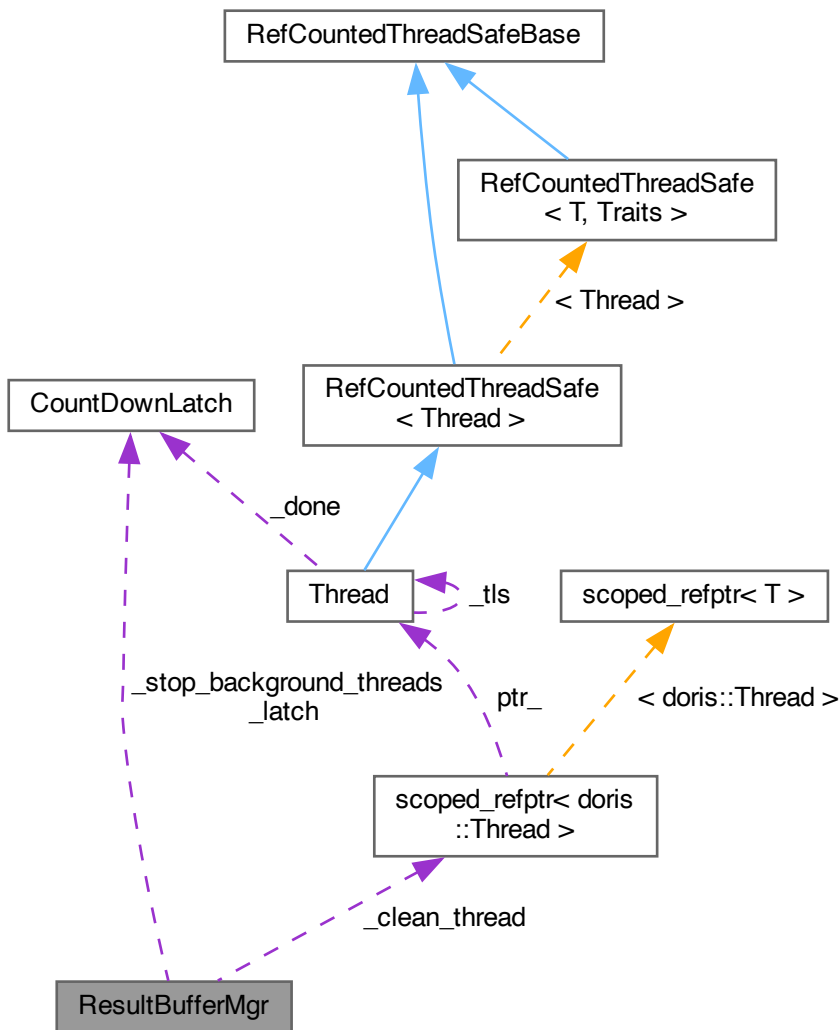 RefCountedThreadSafeBase
RefCountedThreadSafe
< T, Traits >
< Thread >
RefCountedThreadSafe
< Thread >
CountDownLatch
_done
Thread
_tls
scoped_refptr< T >
_stop_background_threads
_latch
ptr_
< doris::Thread >
scoped_refptr< doris
::Thread >
_clean_thread
ResultBufferMgr